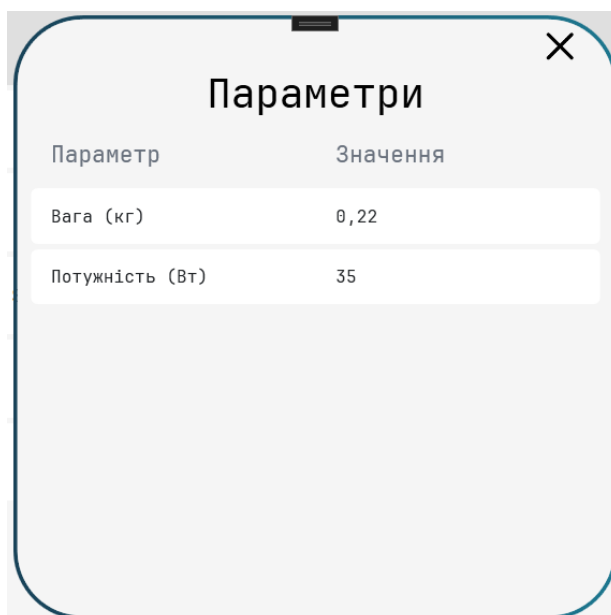 Параметри
Параметр Значення
Вага (кг) 0,22
Потужність (Вт) 35